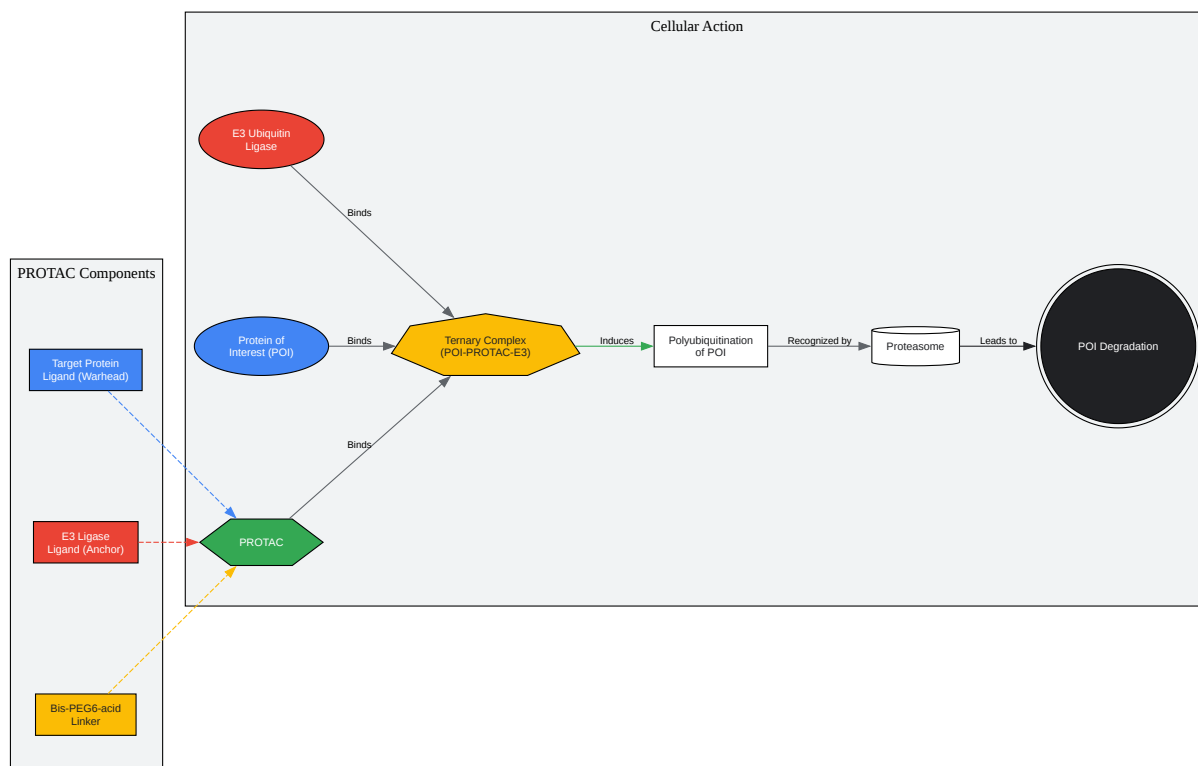 Cellular Action
E3 Ubiquitin
Ligase
Binds
PROTAC Components
Target Protein
Ligand (Warhead)
E3 Ligase
Ligand (Anchor)
Bis-PEG6-acid
Linker
Protein of
Interest (POI)
Binds
PROTAC
Binds
Ternary Complex
(POI-PROTAC-E3)
Induces
Polyubiquitination
of POI
Recognized by
Proteasome
Leads to
POI Degradation